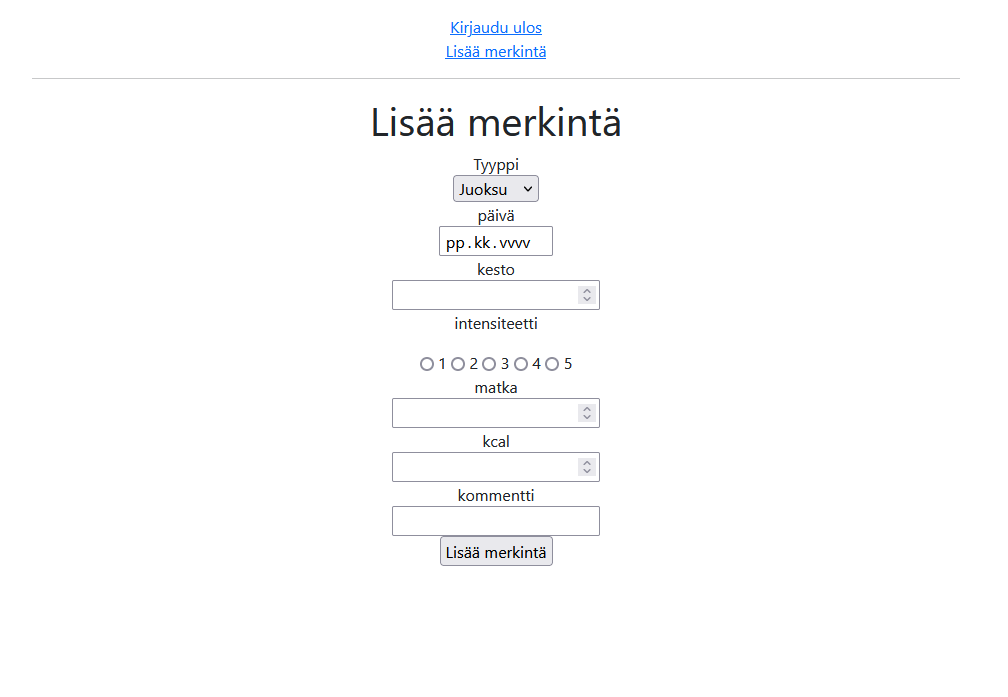 Kirjaudu ulos
Lisää merkintä
Lisää merkintä
Tyyppi
Juoksu
päivä
pp.kk.vvvv
kesto
intensiteetti
1 2 3 4 5
matka
kcal
kommentti
Lisää merkintä